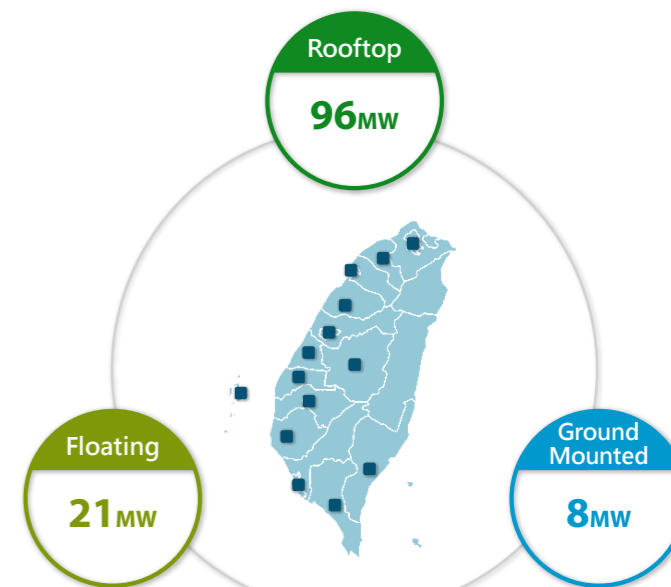 Rooftop
96MW
Floating
21MW
Ground
Mounted
8MW